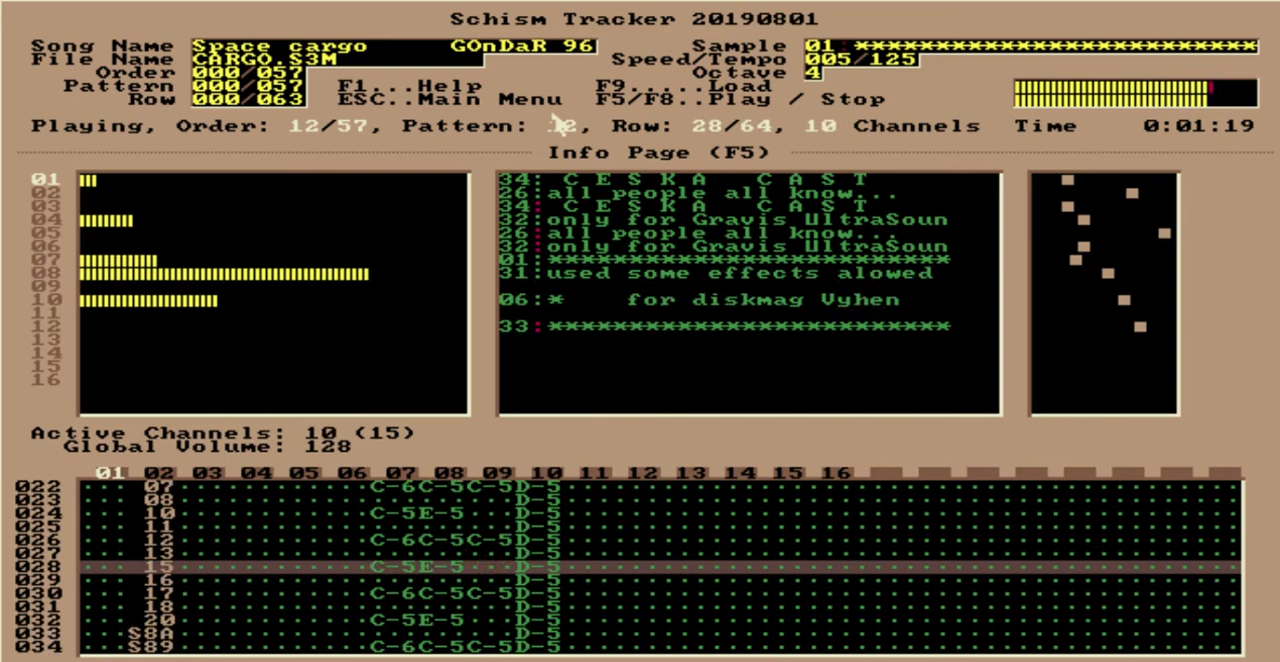 Schism Tracker 20190801
Song Name Space cargo GOnDaR 96 Sample 01:*************************
File Name CARGO.S3M Speed/Tempo 005/125
Order 000/057 Octave 4
Pattern 000/057 F1...Help F9.....Load
Row 000/063 ESC..Main Menu F5/F8..Play / Stop
Playing, Order: 12/57, Pattern: 12, Row: 28/64, 10 Channels Time 0:01:19
Info Page (F5)
01 34: C E S K A C A S T
02 26:all people all know...
03 34: C E S K A C A S T
04 32:only for Gravis UltraSoun
05 26:all people all know...
06 32:only for Gravis UltraSoun
07 01:*************************
08 31:used some effects alowed
09
10 06:* for diskmag Vyhen
11
12 33:*************************
13
14
15
16
Active Channels: 10 (15)
Global Volume: 128
01 02 03 04 05 06 07 08 09 10 11 12 13 14 15 16
022 ... 07 C-6C-5C-5D-5
023 ... 08 D-5
024 ... 10 C-5E-5...D-5
025 ... 11 D-5
026 ... 12 C-6C-5C-5D-5
027 ... 13 D-5
028 ... 15 C-5E-5 D-5
029 ... 16 D-5
030 ... 17 C-6C-5C-5D-5
031 ... 18 D-5
032 ... 20 C-5E-5...D-5
033 ...S8A D-5
034 ...S89 C-6C-5C-5D-5